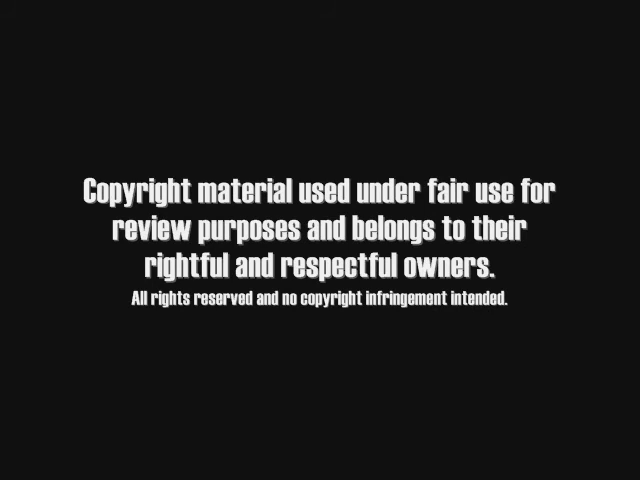 Copyright material used under fair use for
review purposes and belongs to their
rightful and respectful owners.
All rights reserved and no copyright infringement intended.